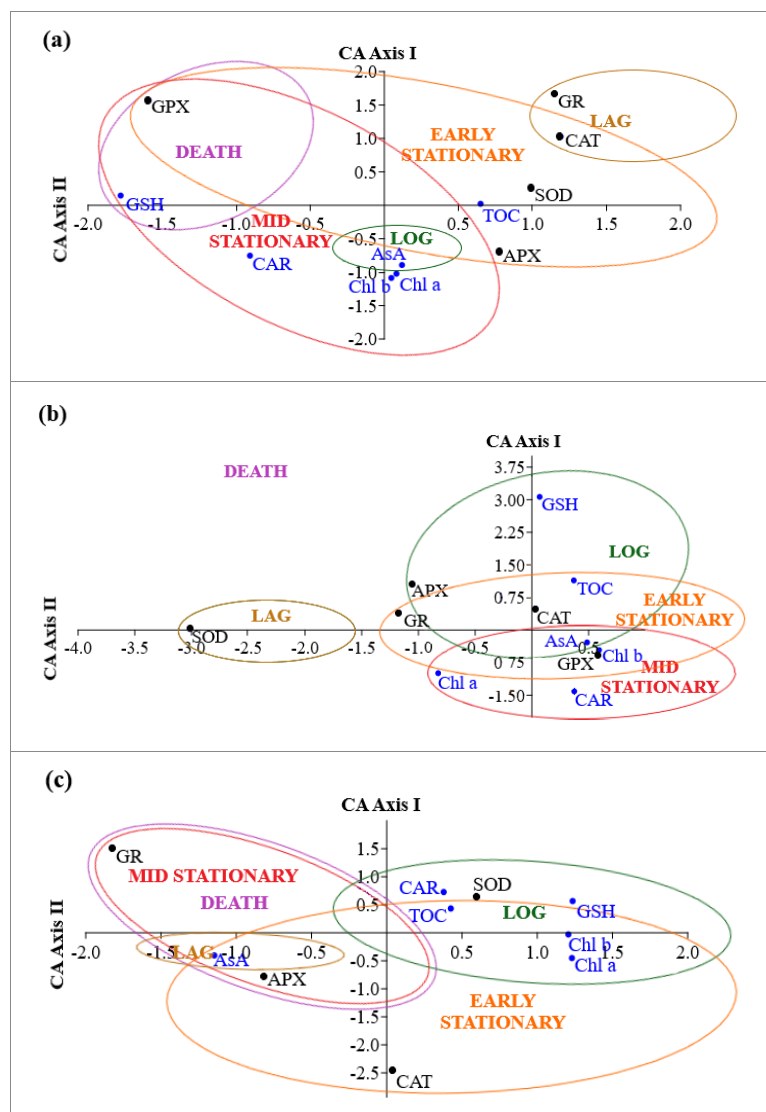 (a)
CA Axis I
2.0
GPX
1.5
GR
LAG
1.0
CAT
EARLY
STATIONARY
DEATH
0.5
SOD
GSH
TOC
-2.0
-1.5
-1.0
-0.5
0.5
1.0
1.5
2.0
CA Axis II
MID
STATIONARY
-0.5
LOG
AsA
APX
CAR
-1.0
Chl b
Chl a
-1.5
-2.0
(b)
CA Axis I
3.75
DEATH
3.00
GSH
2.25
LOG
1.50
APX
TOC
0.75
EARLY
STATIONARY
LAG
GR
CAT
SOD
-4.0
-3.0
-2.5
-2.0
-1.5
-1.0
-0.5
0.5
CA Axis II
AsA
Chl b
GPX
0.75
MID
STATIONARY
Chl a
-1.50
CAR
(c)
CA Axis I
GR
1.5
MID STATIONARY
1.0
CAR
SOD
DEATH
0.5
TOC
LOG
GSH
LAG
Chl b
-2.0
-1.5
-0.5
0.5
1.0
1.5
2.0
CA Axis II
AsA
-0.5
Chl a
APX
-1.0
EARLY
STATIONARY
-1.5
-2.0
-2.5
CAT